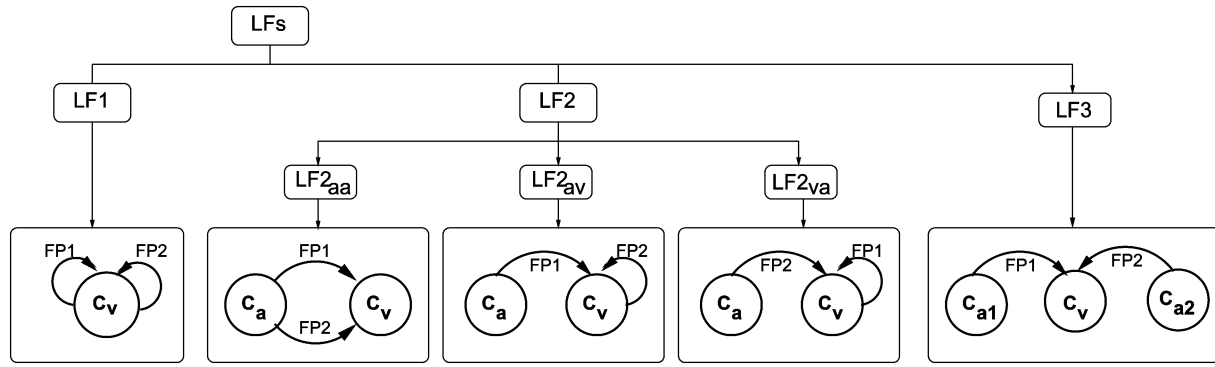 LFs
LF1
LF2
LF3
LF2aa
LF2av
LF2va
FP1
FP2
Cv
FP1
Ca
Cv
FP2
FP1
FP2
Ca
Cv
FP2
FP1
Ca
Cv
FP1
FP2
Ca1
Cv
Ca2